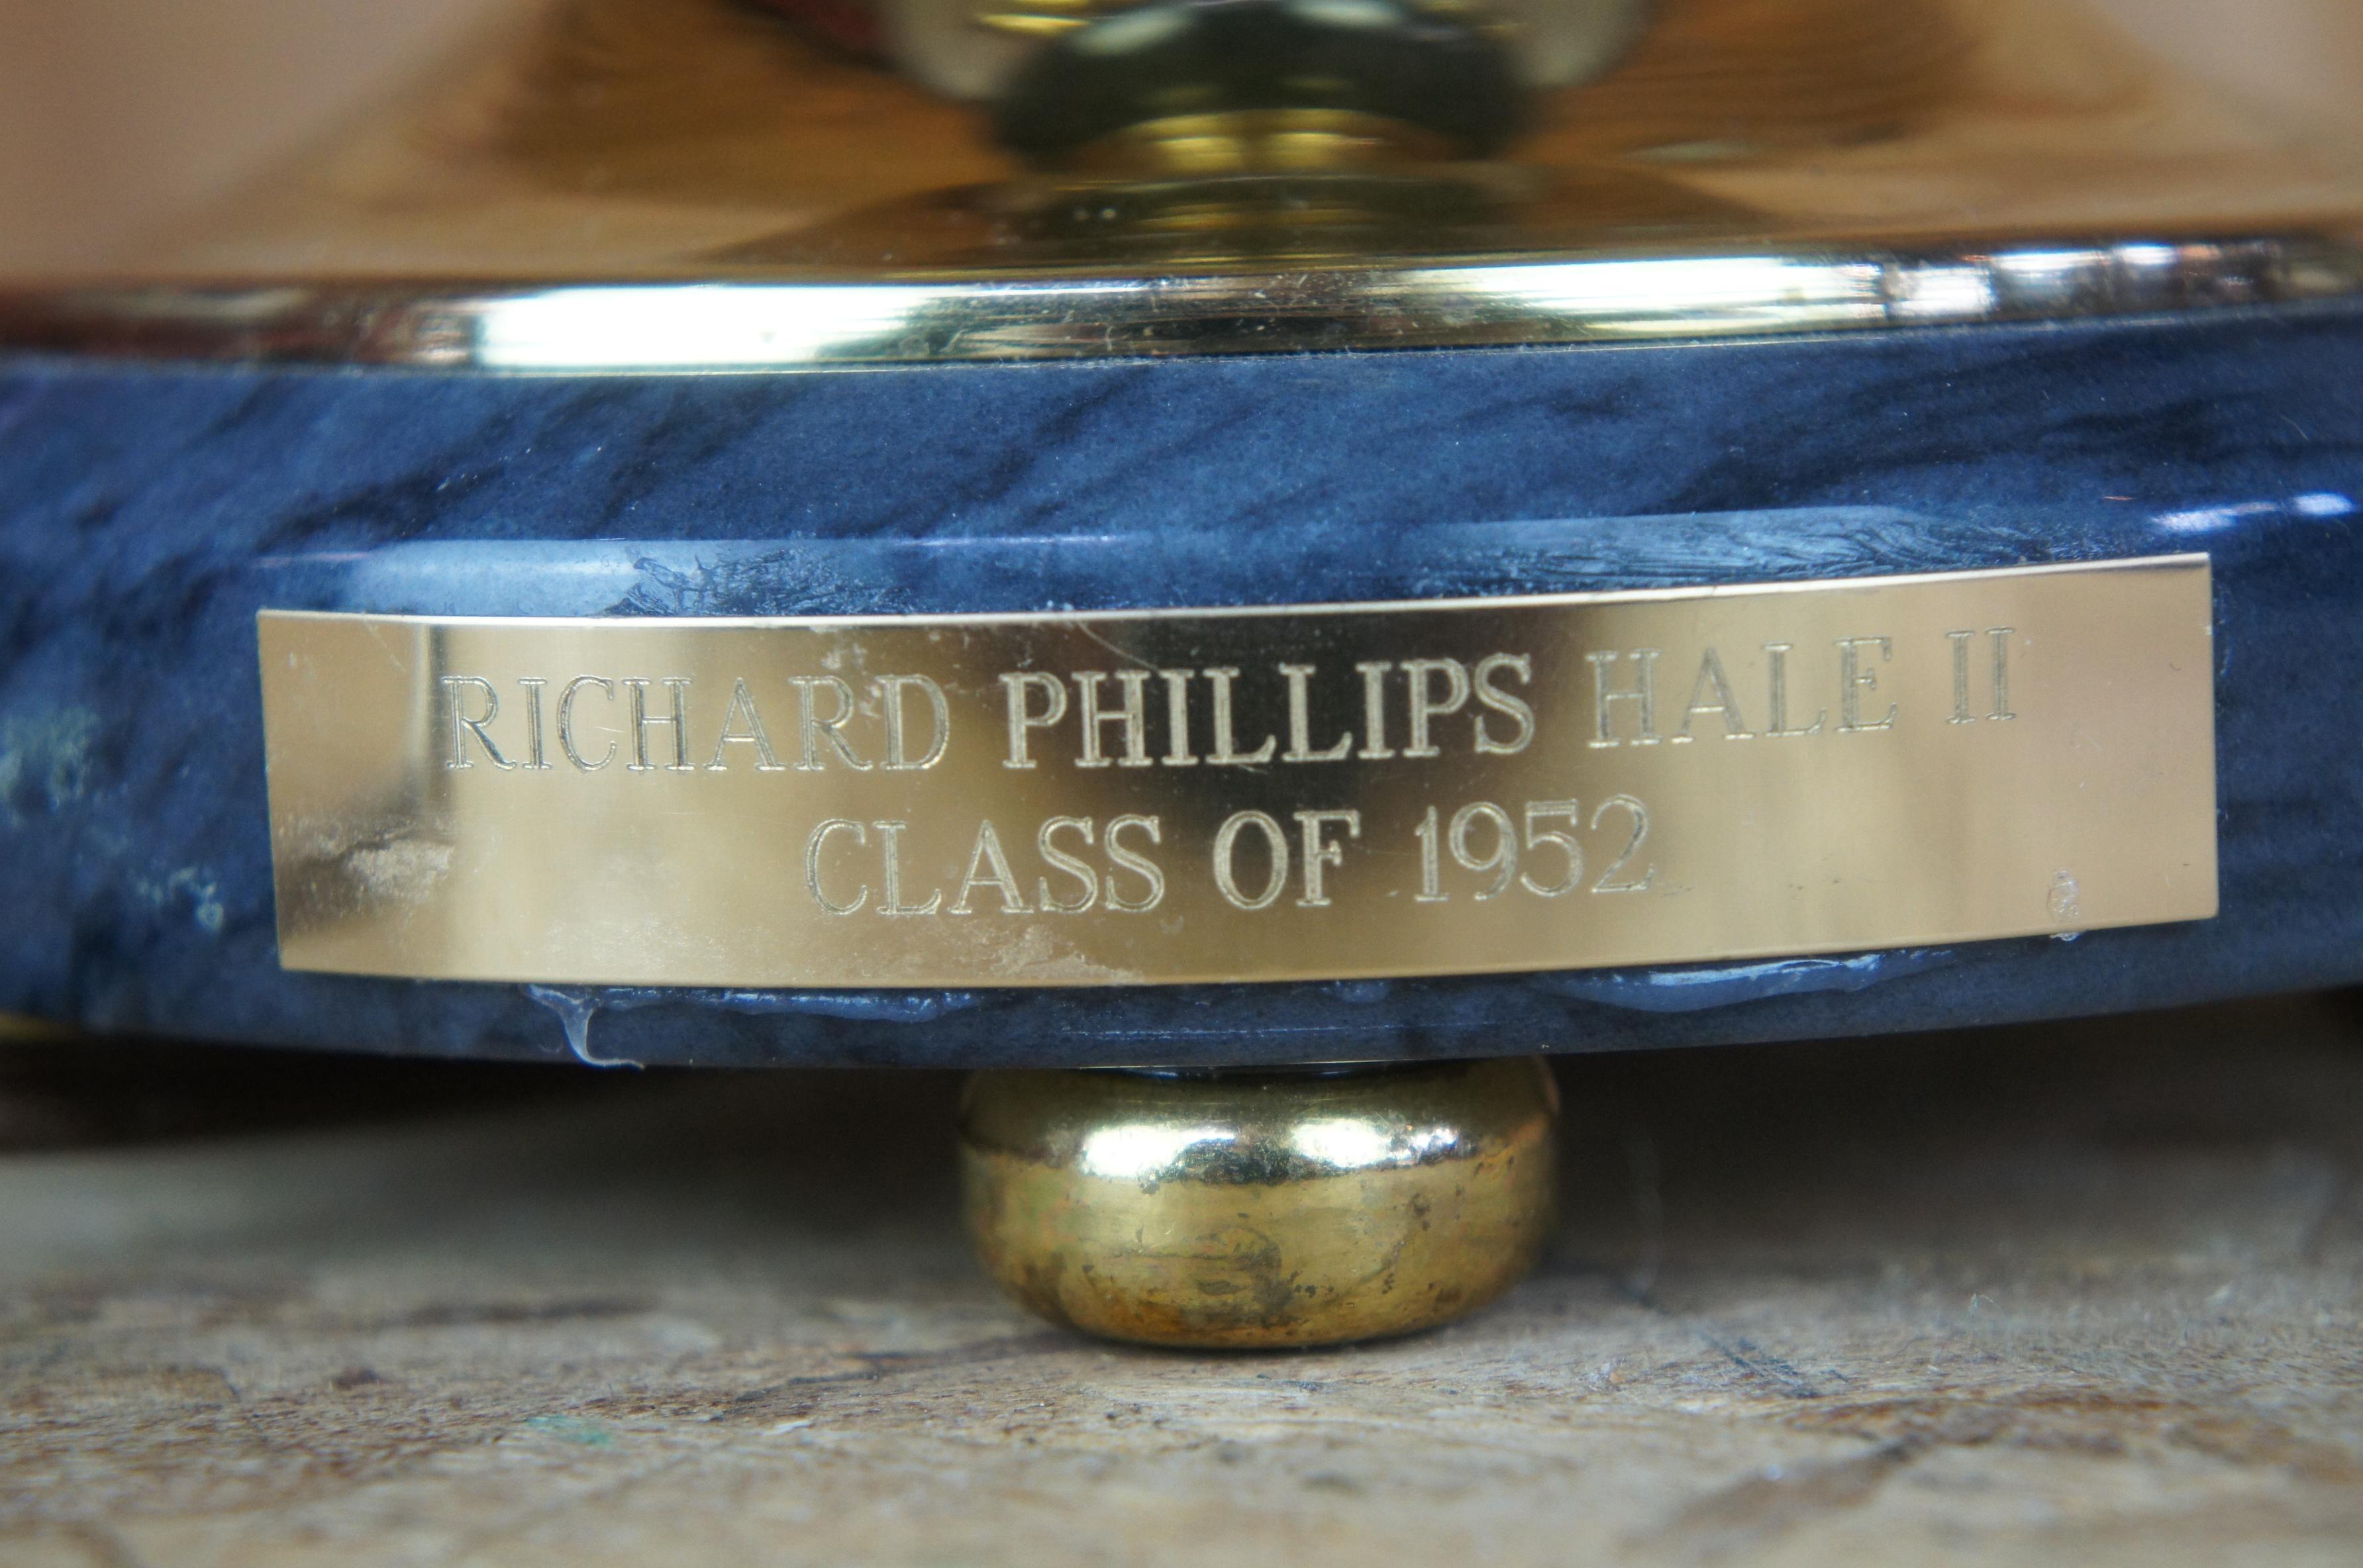 RICHARD PHILLIPS HALE II
CLASS OF 1952